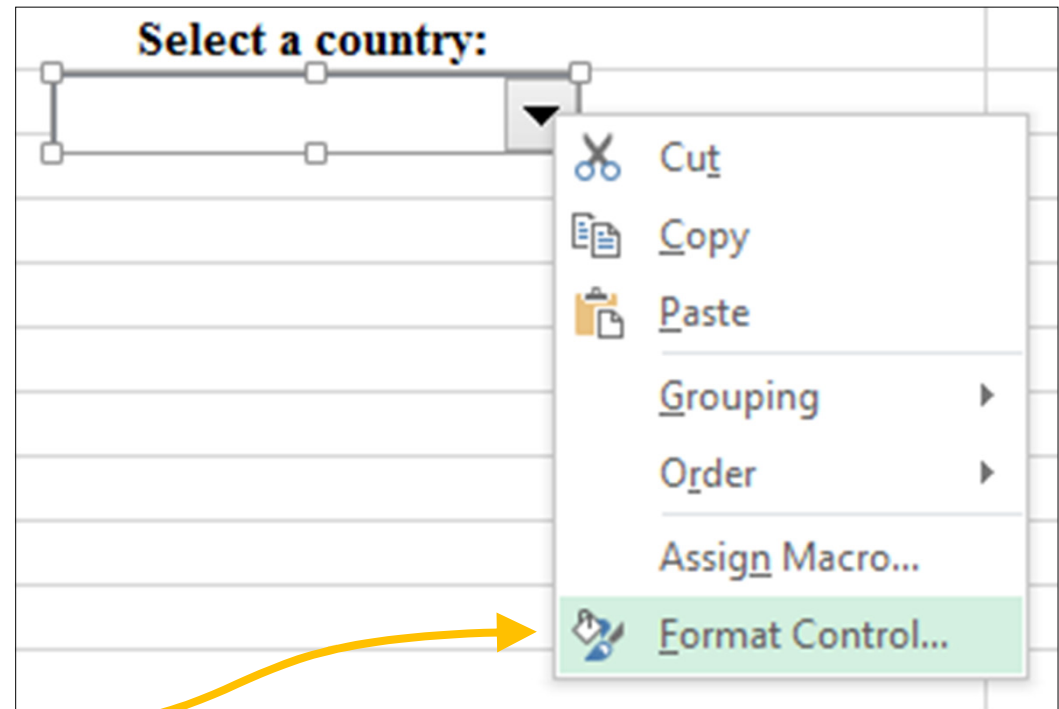 Select a country:
Cut
Copy
Paste
Grouping
Order
Assign Macro...
Format Control...